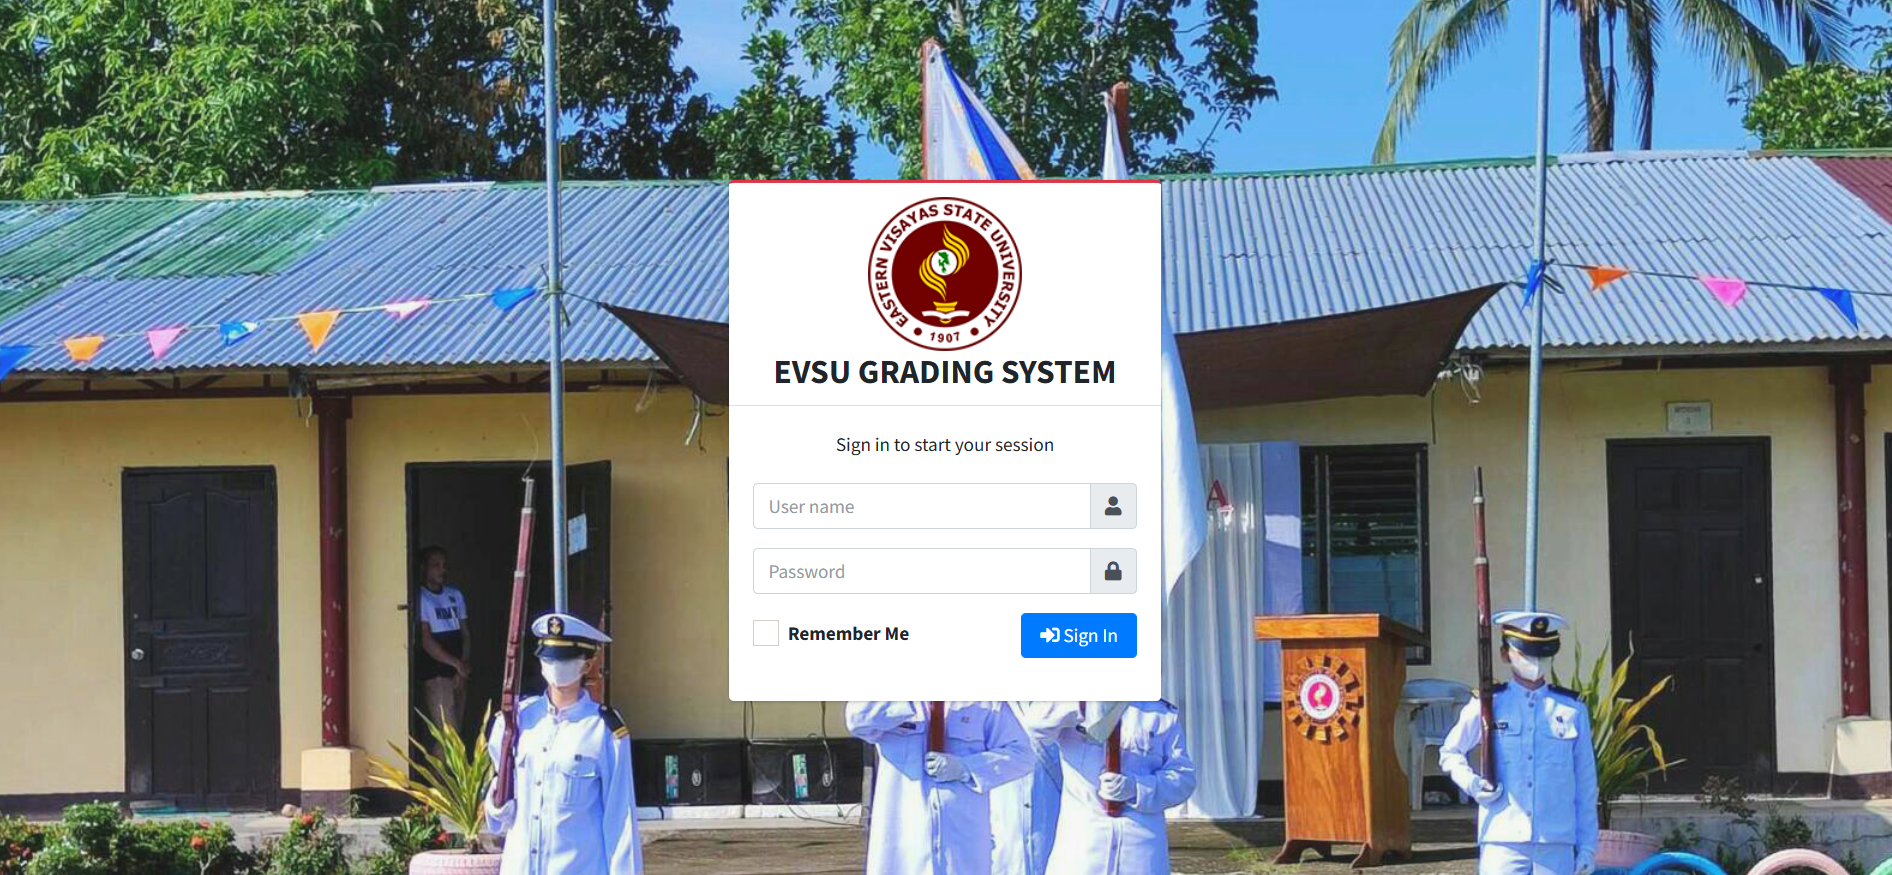 EASTERN VISAYAS STATE UNIVERSITY
1907
EVSU GRADING SYSTEM
Sign in to start your session
User name
Password
Remember Me
Sign In
A